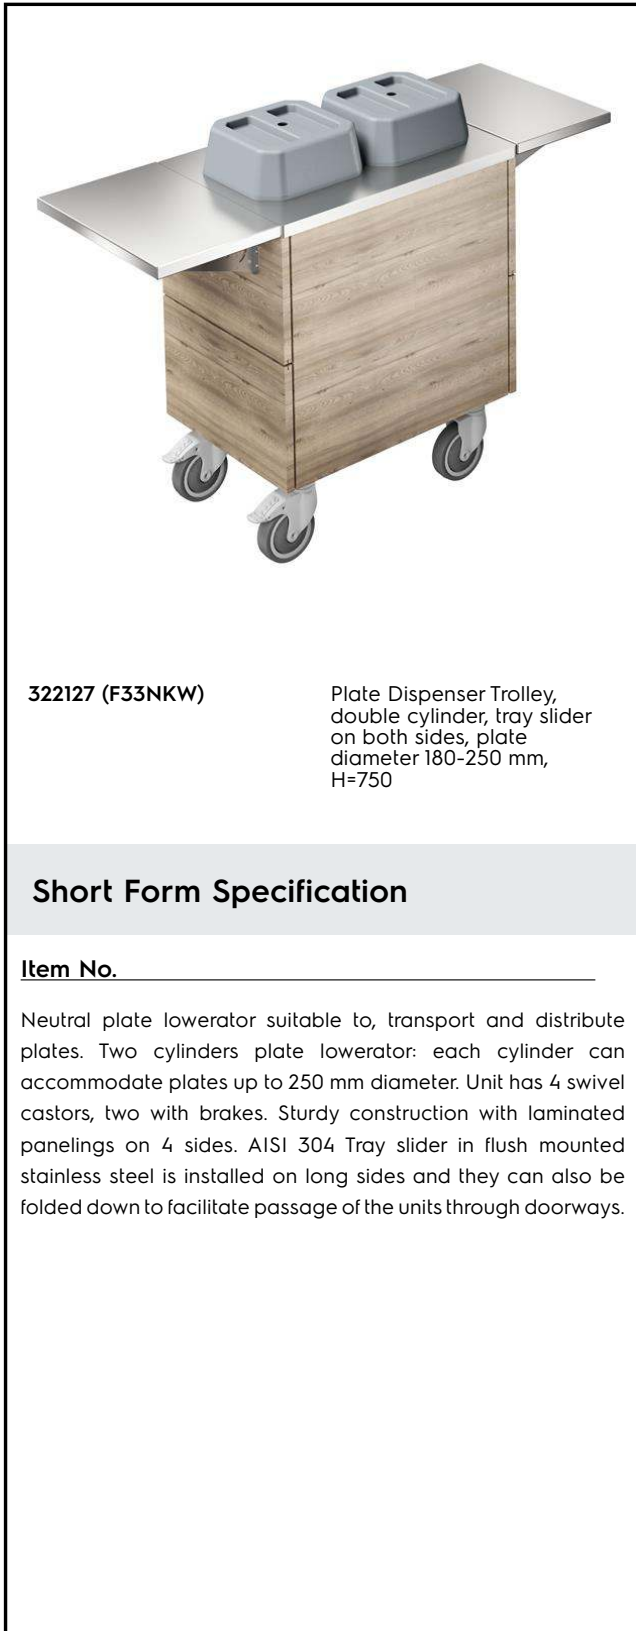 322127 (F33NKW)
Plate Dispenser Trolley,
double cylinder, tray slider
on both sides, plate
diameter 180-250 mm,
H=750
Short Form Specification
Item No.
Neutral plate lowerator suitable to, transport and distribute
plates. Two cylinders plate lowerator: each cylinder can
accommodate plates up to 250 mm diameter. Unit has 4 swivel
castors, two with brakes. Sturdy construction with laminated
panelings on 4 sides. AISI 304 Tray slider in flush mounted
stainless steel is installed on long sides and they can also be
folded down to facilitate passage of the units through doorways.